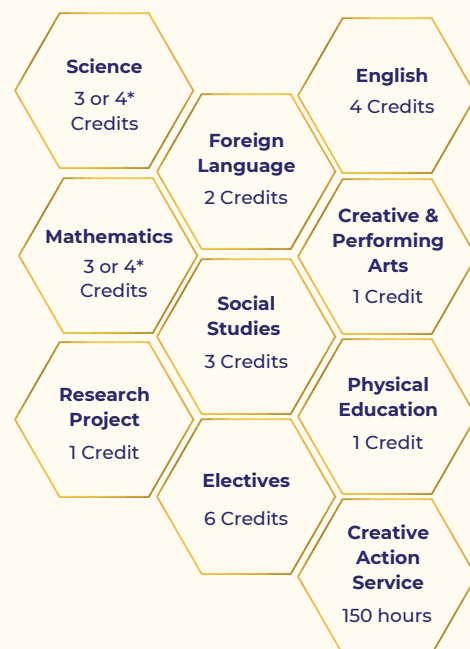 Science
3 or 4*
Credits
English
4 Credits
Foreign
Language
2 Credits
Mathematics
3 or 4*
Credits
Creative &
Performing
Arts
1 Credit
Social
Studies
3 Credits
Research
Project
1 Credit
Physical
Education
1 Credit
Electives
6 Credits
Creative
Action
Service
150 hours